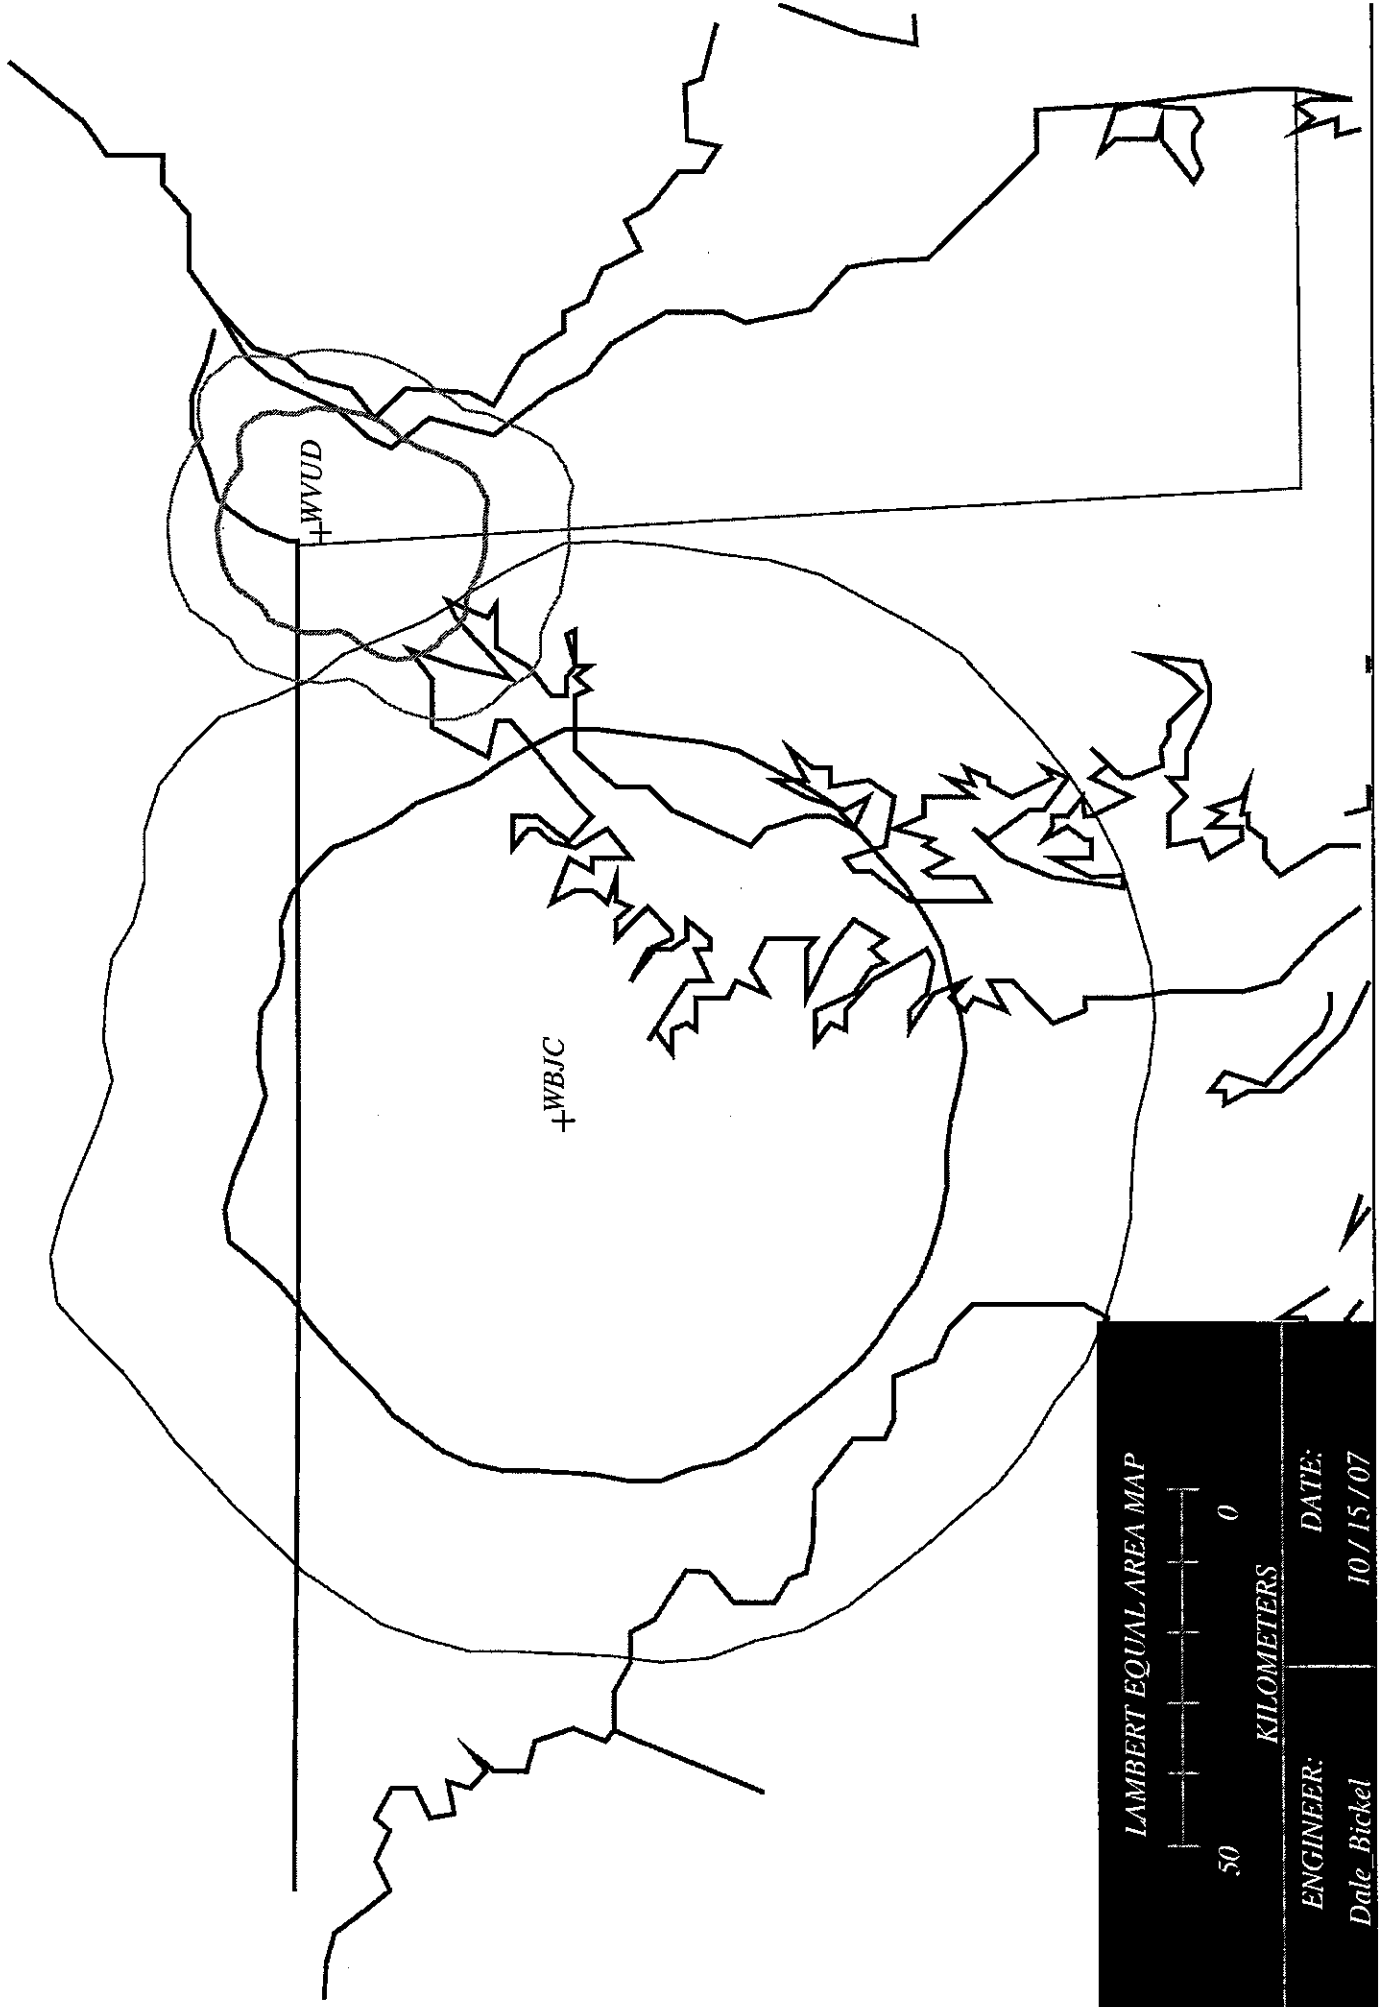 WVUD
WBJC
LAMBERT EQUAL AREA MAP
50 0
KILOMETERS
ENGINEER: DATE:
Dale_Bickel 10 / 15 / 07